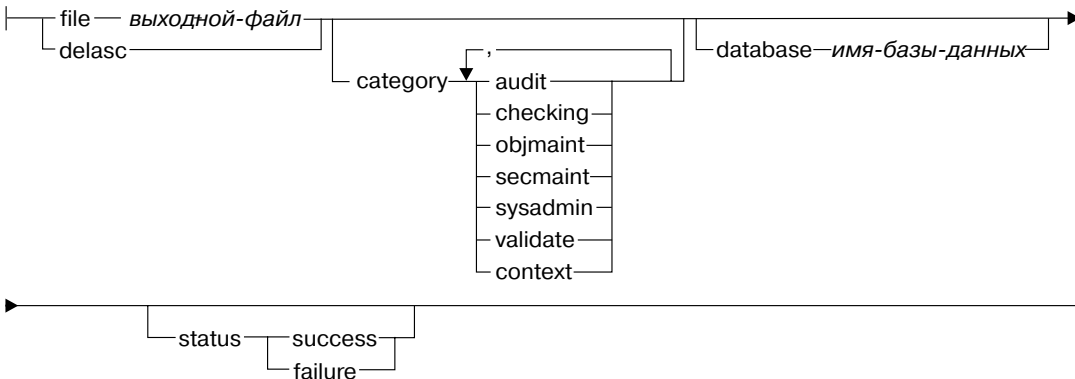 file выходной-файл
delasc
,
category audit
database имя-базы-данных
checking
objmaint
secmaint
sysadmin
validate
context
status success
failure